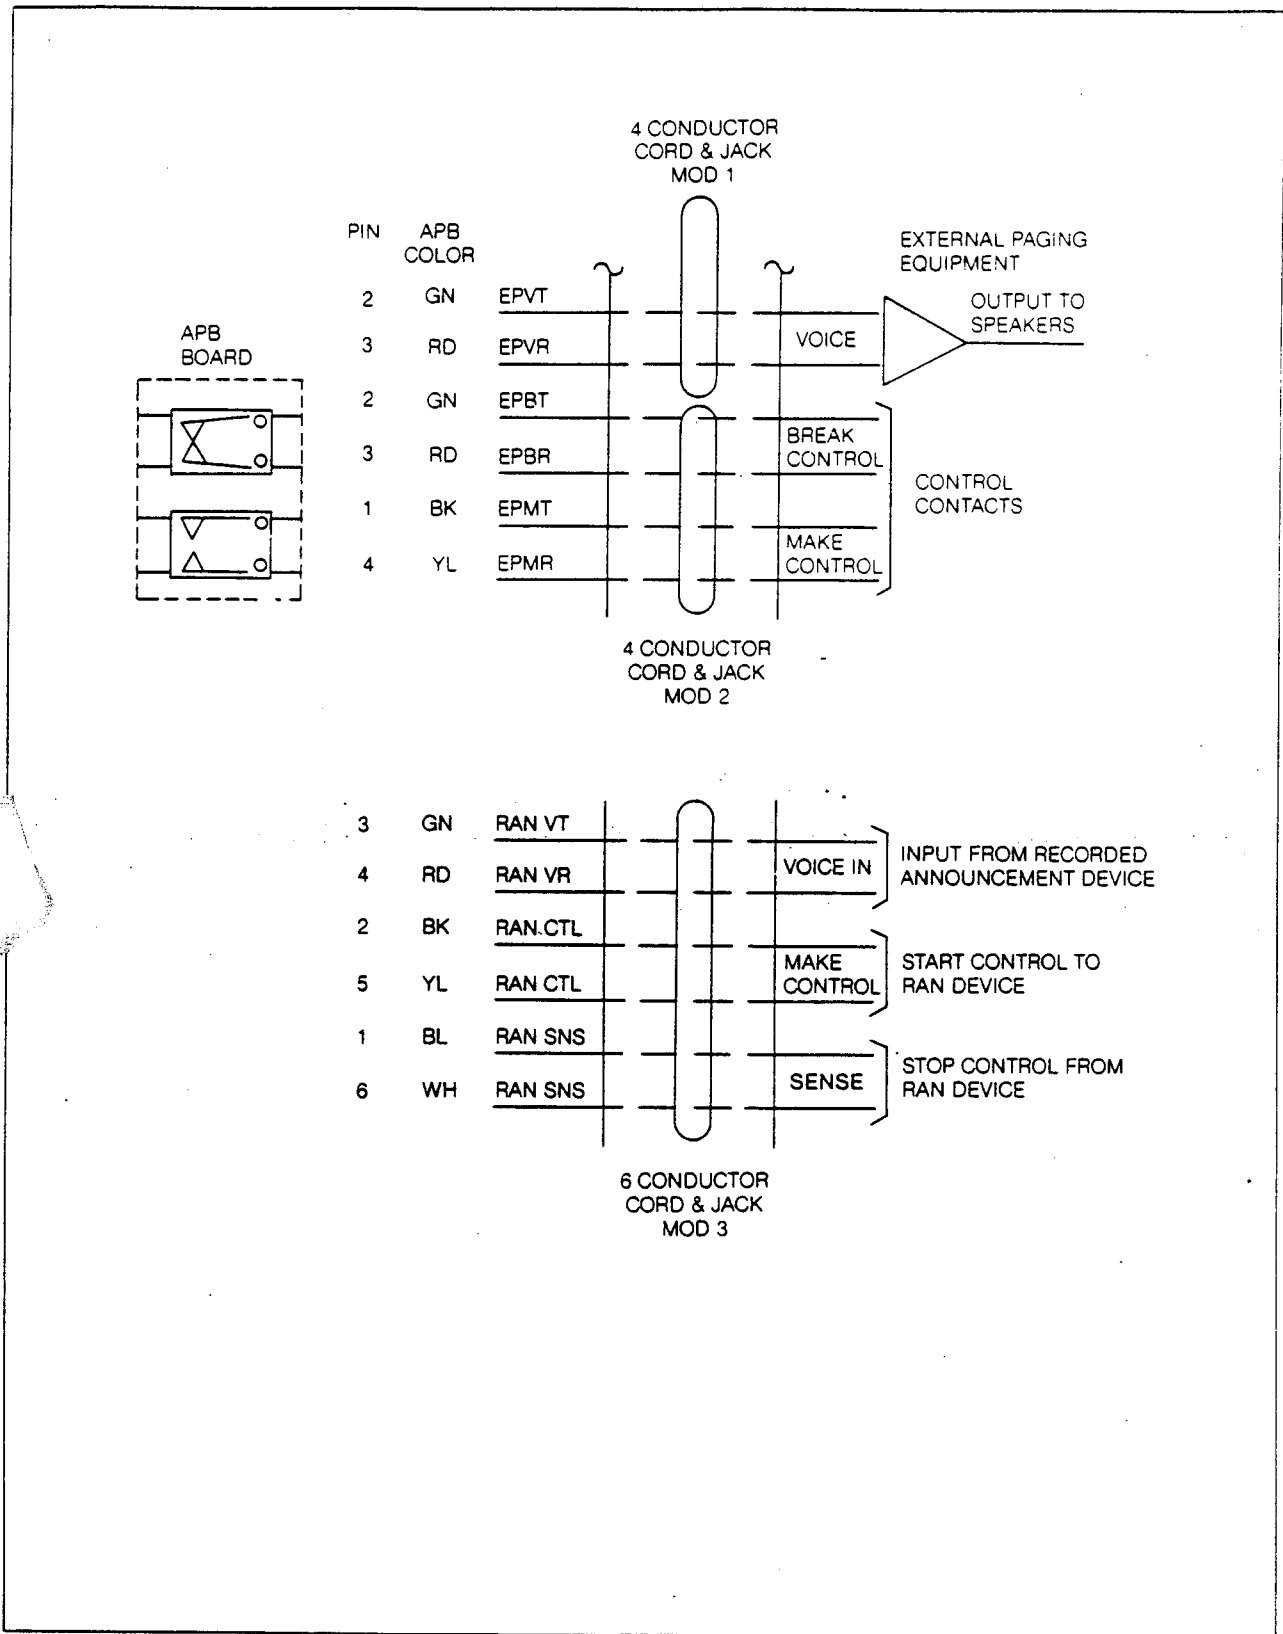 4 CONDUCTOR
CORD & JACK
MOD 1
PIN
APB
COLOR
EXTERNAL PAGING
EQUIPMENT
2 GN EPVT
OUTPUT TO
SPEAKERS
APB
BOARD
3 RD EPVR
VOICE
2 GN EPBT
BREAK
CONTROL
3 RD EPBR
CONTROL
CONTACTS
1 BK EPMT
MAKE
CONTROL
4 YL EPMR
4 CONDUCTOR
CORD & JACK
MOD 2
3 GN RAN VT
VOICE IN
INPUT FROM RECORDED
ANNOUNCEMENT DEVICE
4 RD RAN VR
2 BK RAN CTL
MAKE
CONTROL
START CONTROL TO
RAN DEVICE
5 YL RAN CTL
1 BL RAN SNS
SENSE
STOP CONTROL FROM
RAN DEVICE
6 WH RAN SNS
6 CONDUCTOR
CORD & JACK
MOD 3